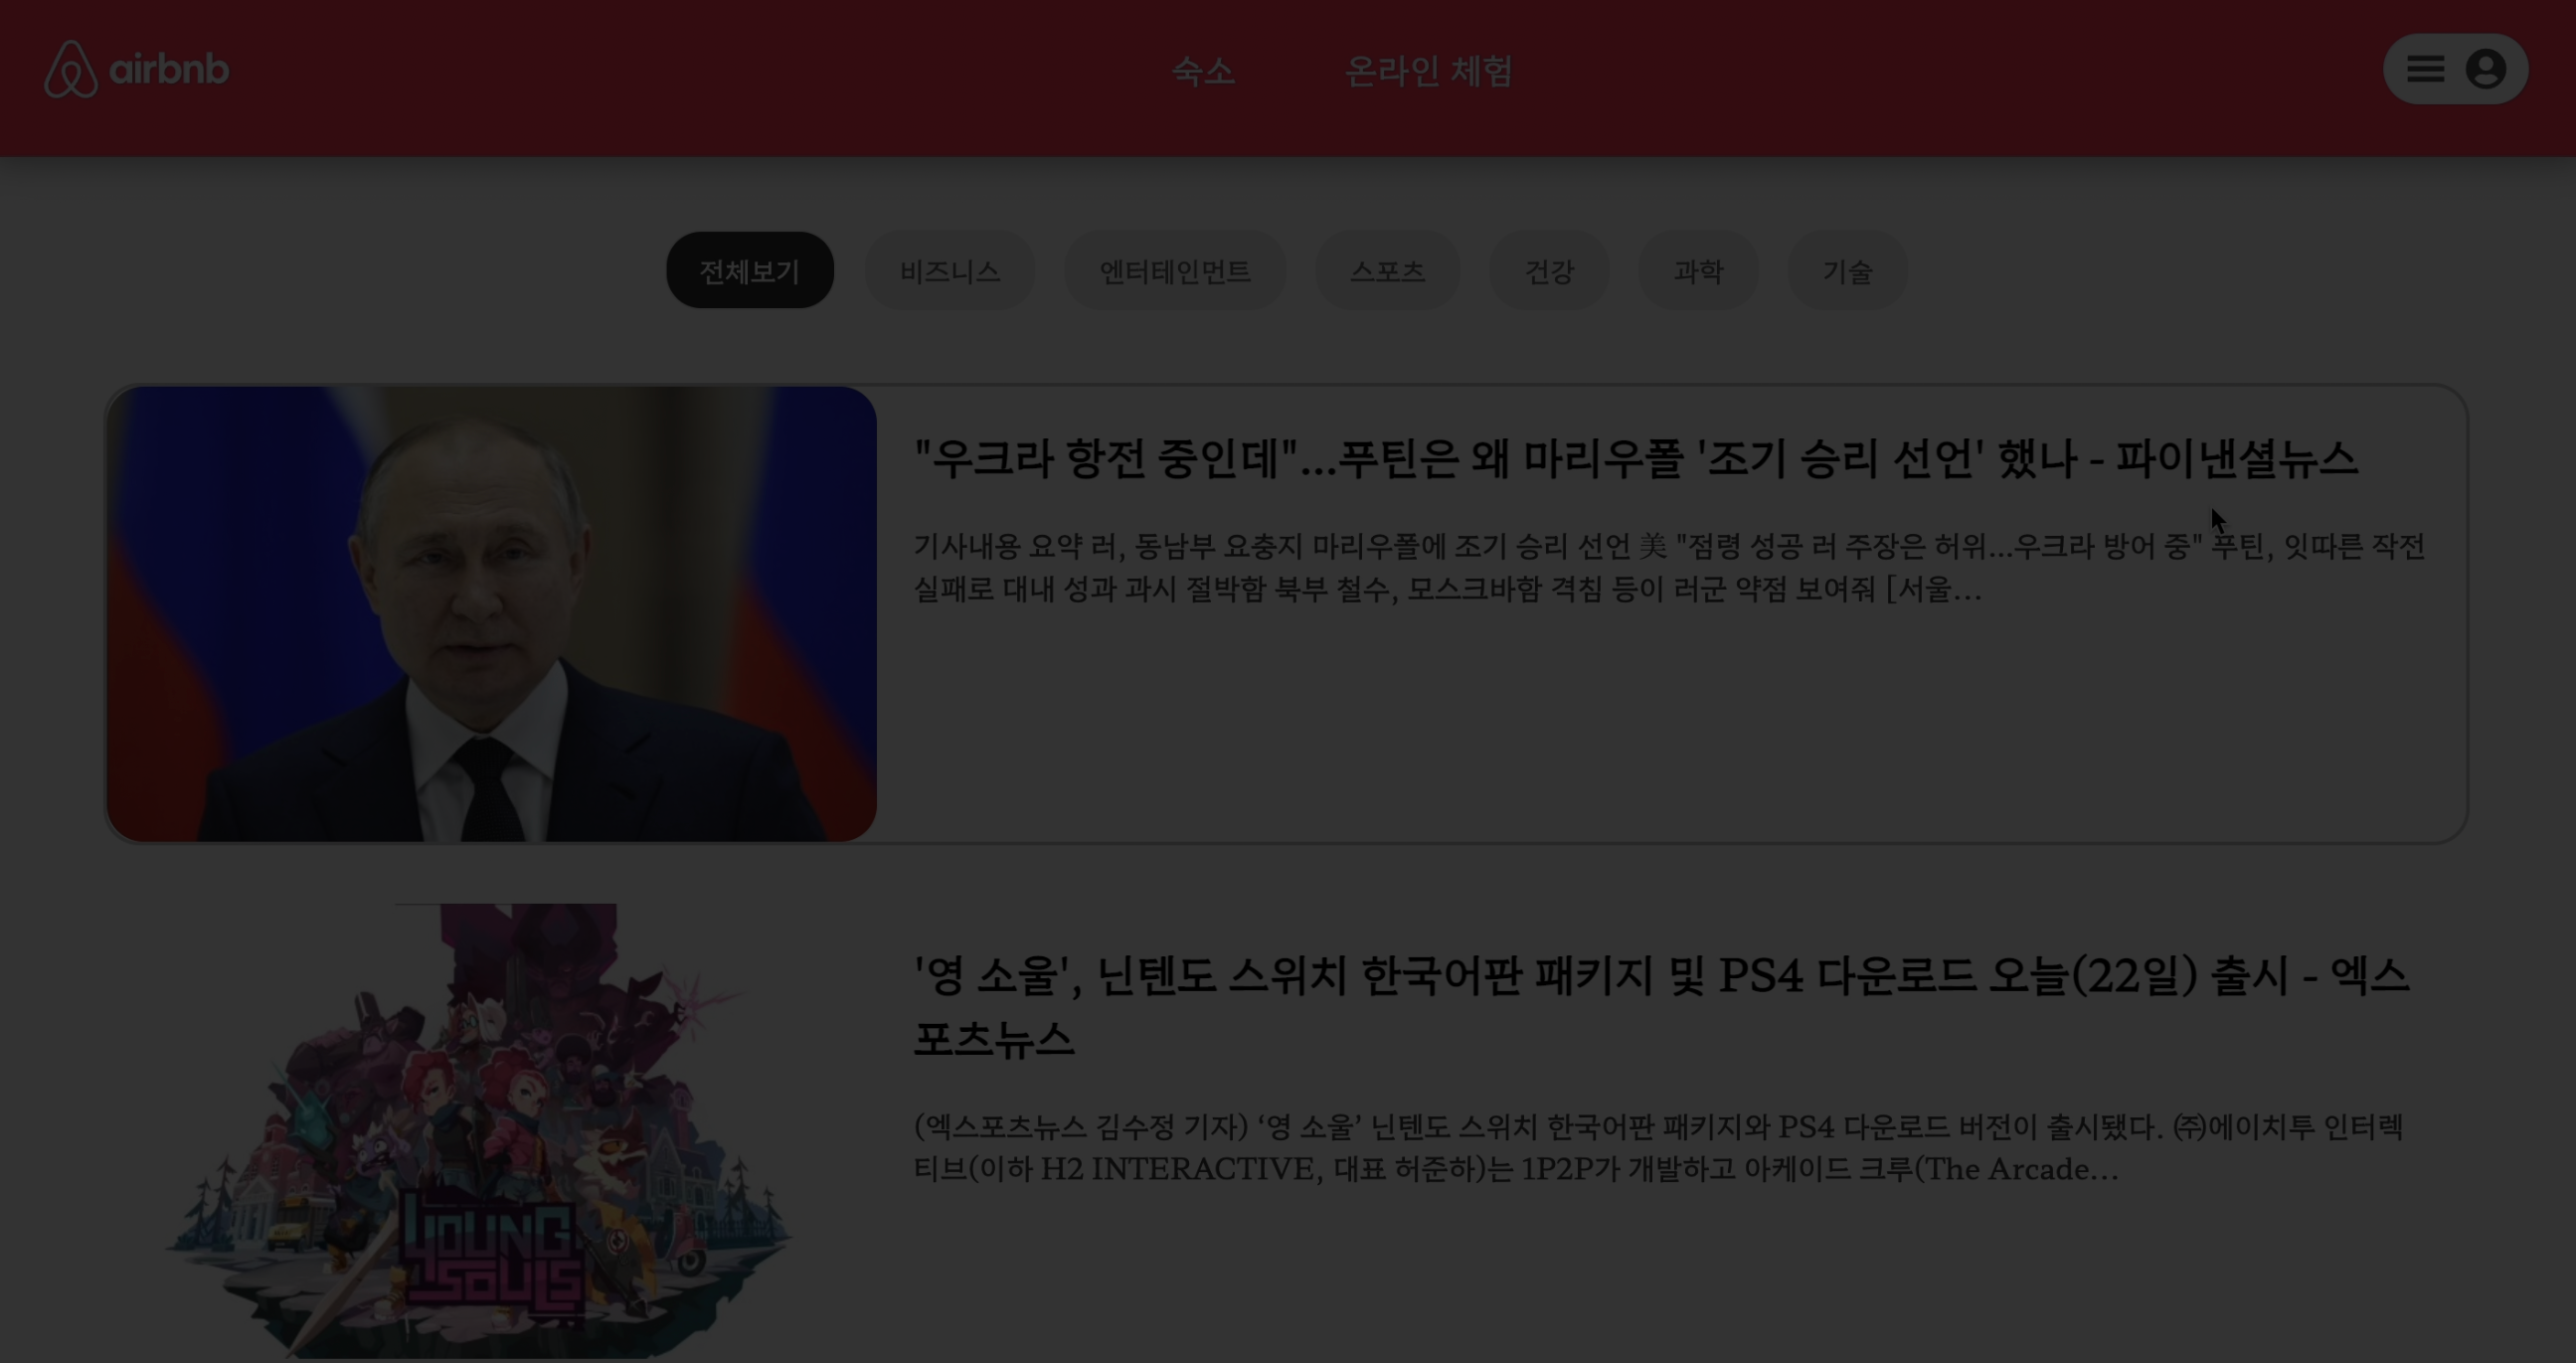 airbnb
숙소
온라인 체험
전체보기
비즈니스
엔터테인먼트
스포츠
건강
과학
기술
"우크라 항전 중인데"...푸틴은 왜 마리우폴 '조기 승리 선언' 했나 - 파이낸셜뉴스
기사내용 요약 러, 동남부 요충지 마리우폴에 조기 승리 선언 美 "점령 성공 러 주장은 허위…우크라 방어 중" 푸틴, 잇따른 작전
실패로 대내 성과 과시 절박함 북부 철수, 모스크바함 격침 등이 러군 약점 보여줘 [서울…
'영 소울', 닌텐도 스위치 한국어판 패키지 및 PS4 다운로드 오늘(22일) 출시 - 엑스
포츠뉴스
(엑스포츠뉴스 김수정 기자) ‘영 소울’ 닌텐도 스위치 한국어판 패키지와 PS4 다운로드 버전이 출시됐다. ㈜에이치투 인터렉
티브(이하 H2 INTERACTIVE, 대표 허준하)는 1P2P가 개발하고 아케이드 크루(The Arcade…
YOUNG
SOULS